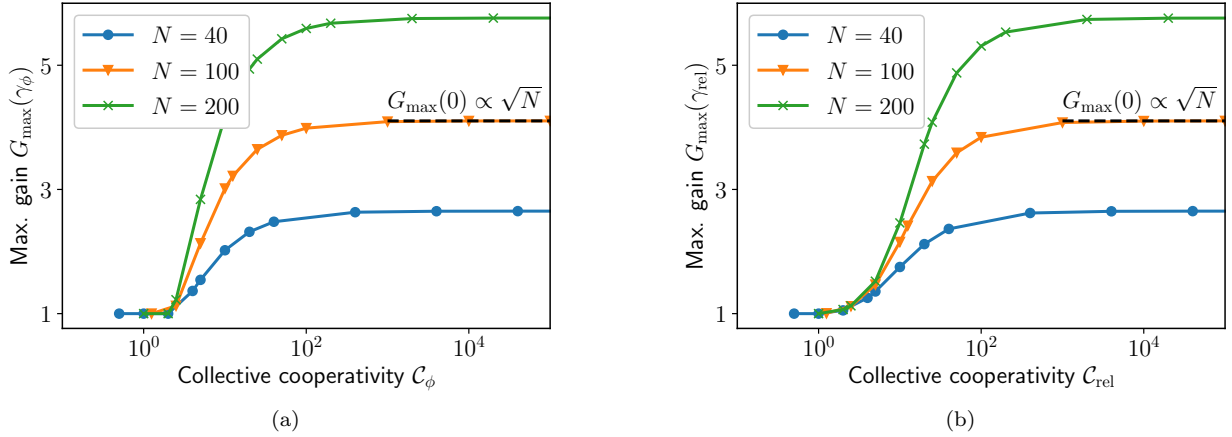 N = 40
N = 100
N = 200
G_max(0) ∝ √N
Max. gain G_max(γ_ϕ)
5
3
1
10^0
10^2
10^4
Collective cooperativity 𝒞_ϕ
(a)
N = 40
N = 100
N = 200
G_max(0) ∝ √N
Max. gain G_max(γ_rel)
5
3
1
10^0
10^2
10^4
Collective cooperativity 𝒞_rel
(b)